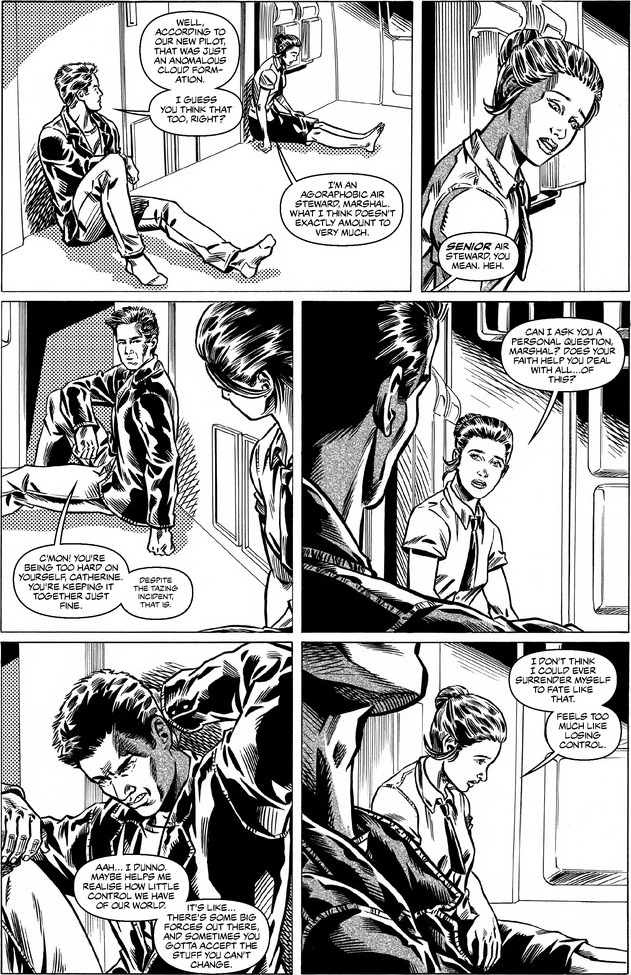 WELL,
ACCORDING TO
OUR NEW PILOT,
THAT WAS JUST
AN ANOMALOUS
CLOUD FORM-
ATION.
I GUESS
YOU THINK THAT
TOO, RIGHT?
I'M AN
AGORAPHOBIC AIR
STEWARD, MARSHAL.
WHAT I THINK DOESN'T
EXACTLY AMOUNT TO
VERY MUCH.
SENIOR AIR
STEWARD, YOU
MEAN. HEH.
C'MON! YOU'RE
BEING TOO HARD ON
YOURSELF, CATHERINE.
YOU'RE KEEPING IT
TOGETHER JUST
FINE.
DESPITE
THE TAZING
INCIDENT,
THAT IS.
CAN I ASK YOU A
PERSONAL QUESTION,
MARSHAL? DOES YOUR
FAITH HELP YOU DEAL
WITH ALL...OF
THIS?
AAH... I DUNNO.
MAYBE HELPS ME
REALISE HOW LITTLE
CONTROL WE HAVE
OF OUR WORLD.
IT'S LIKE...
THERE'S SOME BIG
FORCES OUT THERE,
AND SOMETIMES YOU
GOTTA ACCEPT THE
STUFF YOU CAN'T
CHANGE.
I DON'T THINK
I COULD EVER
SURRENDER MYSELF
TO FATE LIKE
THAT.
FEELS TOO
MUCH LIKE
LOSING
CONTROL.